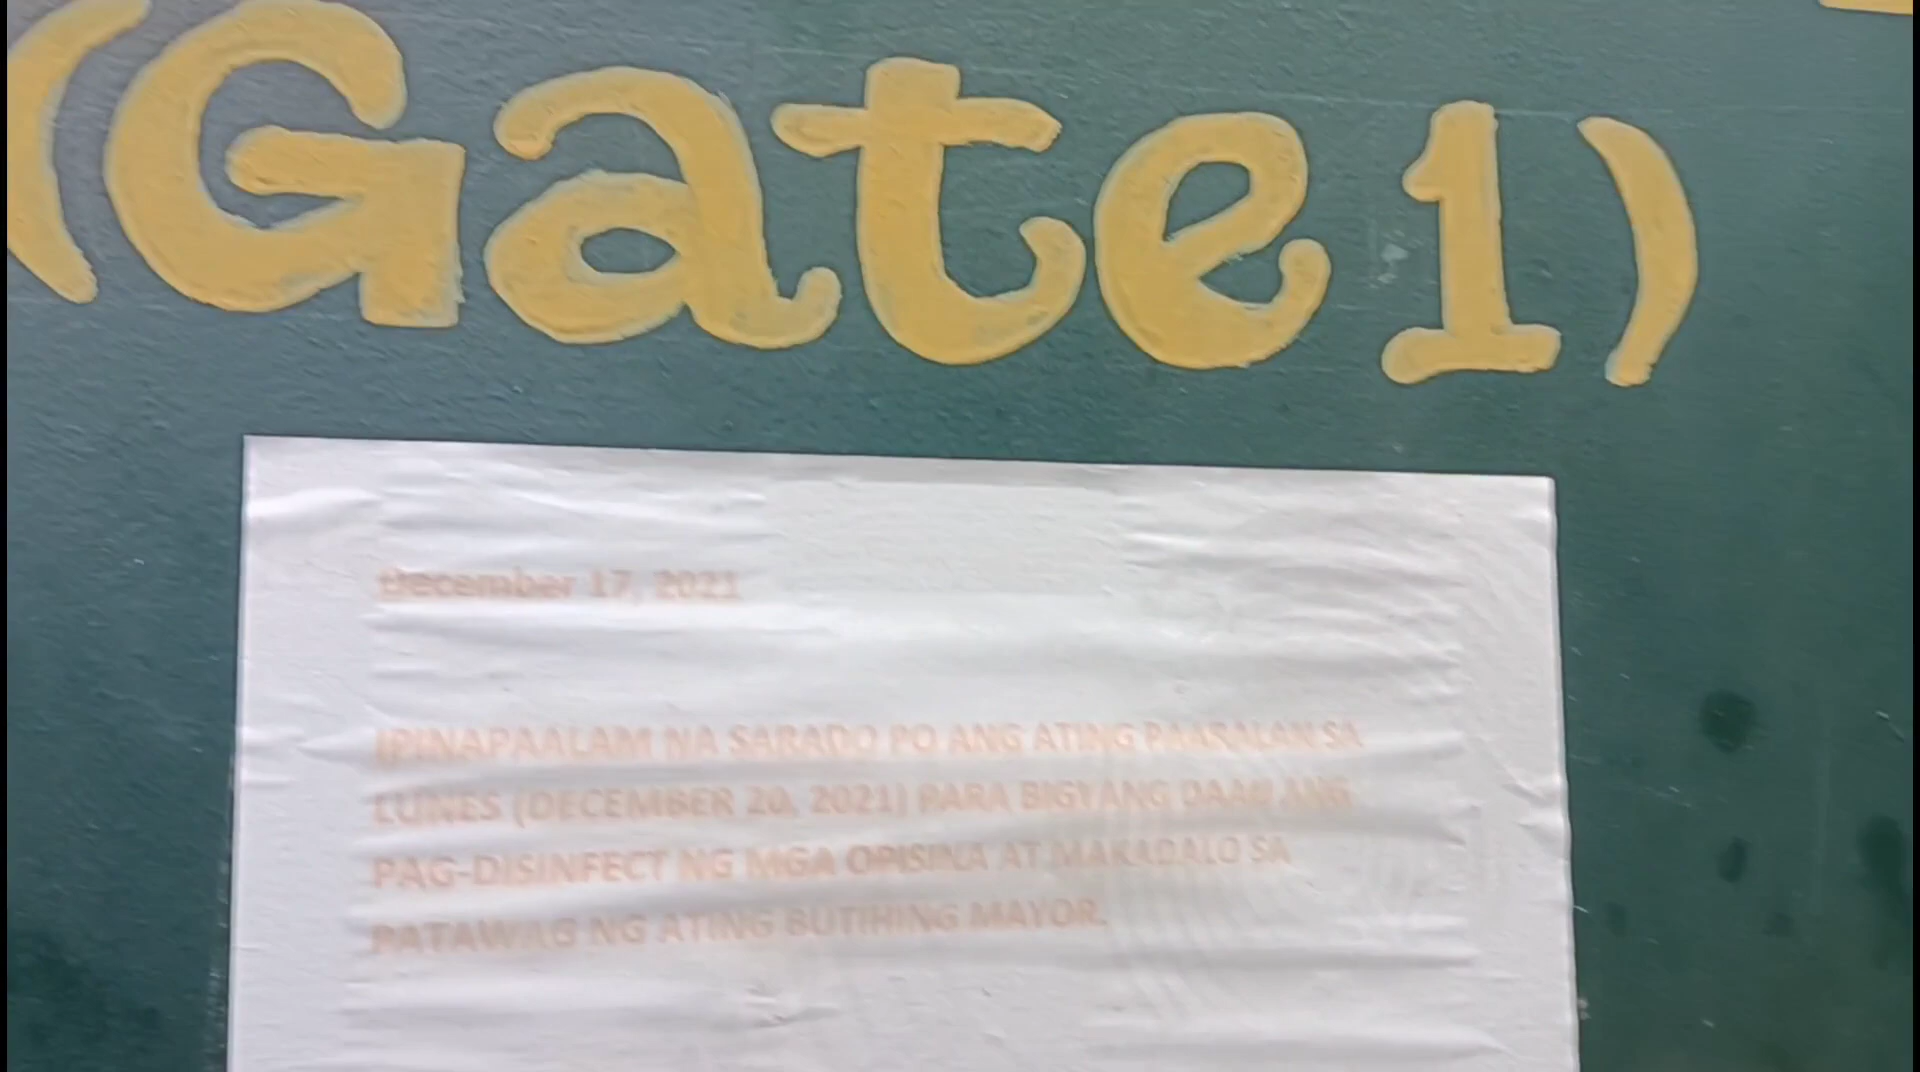 (Gate 1)
December 17, 2021
IPINAPAALAM NA SARADO PO ANG ATING PAARALAN SA
LUNES (DECEMBER 20, 2021) PARA BIGYANG DAAN ANG
PAG-DISINFECT NG MGA OPISINA AT MAKADALO SA
PATAWAG NG ATING BUTIHING MAYOR.